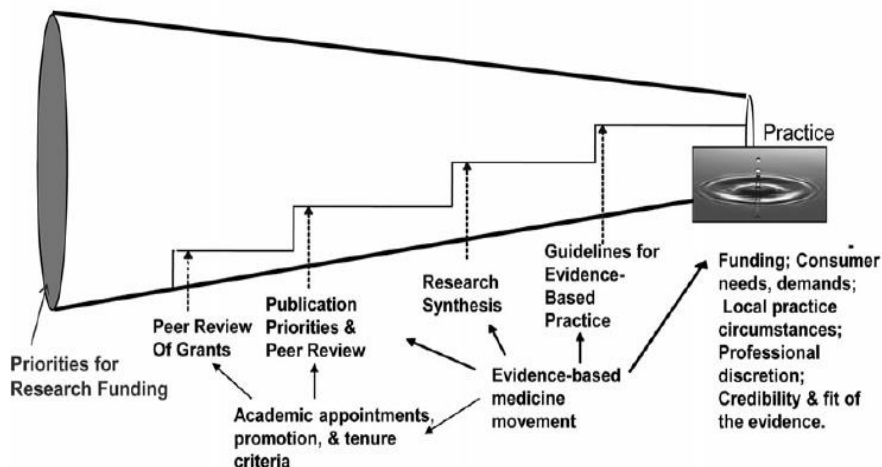 Practice
Priorities for
Research Funding
Peer Review
Of Grants
Publication
Priorities &
Peer Review
Research
Synthesis
Guidelines for
Evidence-
Based
Practice
Funding; Consumer
needs, demands;
Local practice
circumstances;
Professional
discretion;
Credibility & fit of
the evidence.
Academic appointments,
promotion, & tenure
criteria
Evidence-based
medicine
movement